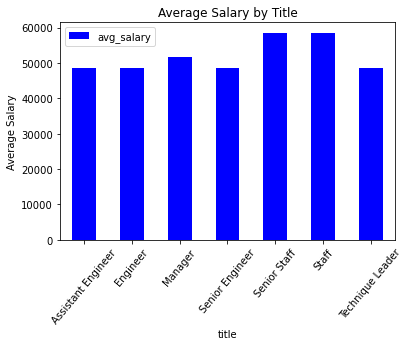 Average Salary by Title
avg_salary
Average Salary
60000
50000
40000
30000
20000
10000
0
Assistant Engineer
Engineer
Manager
Senior Engineer
Senior Staff
Staff
Technique Leader
title